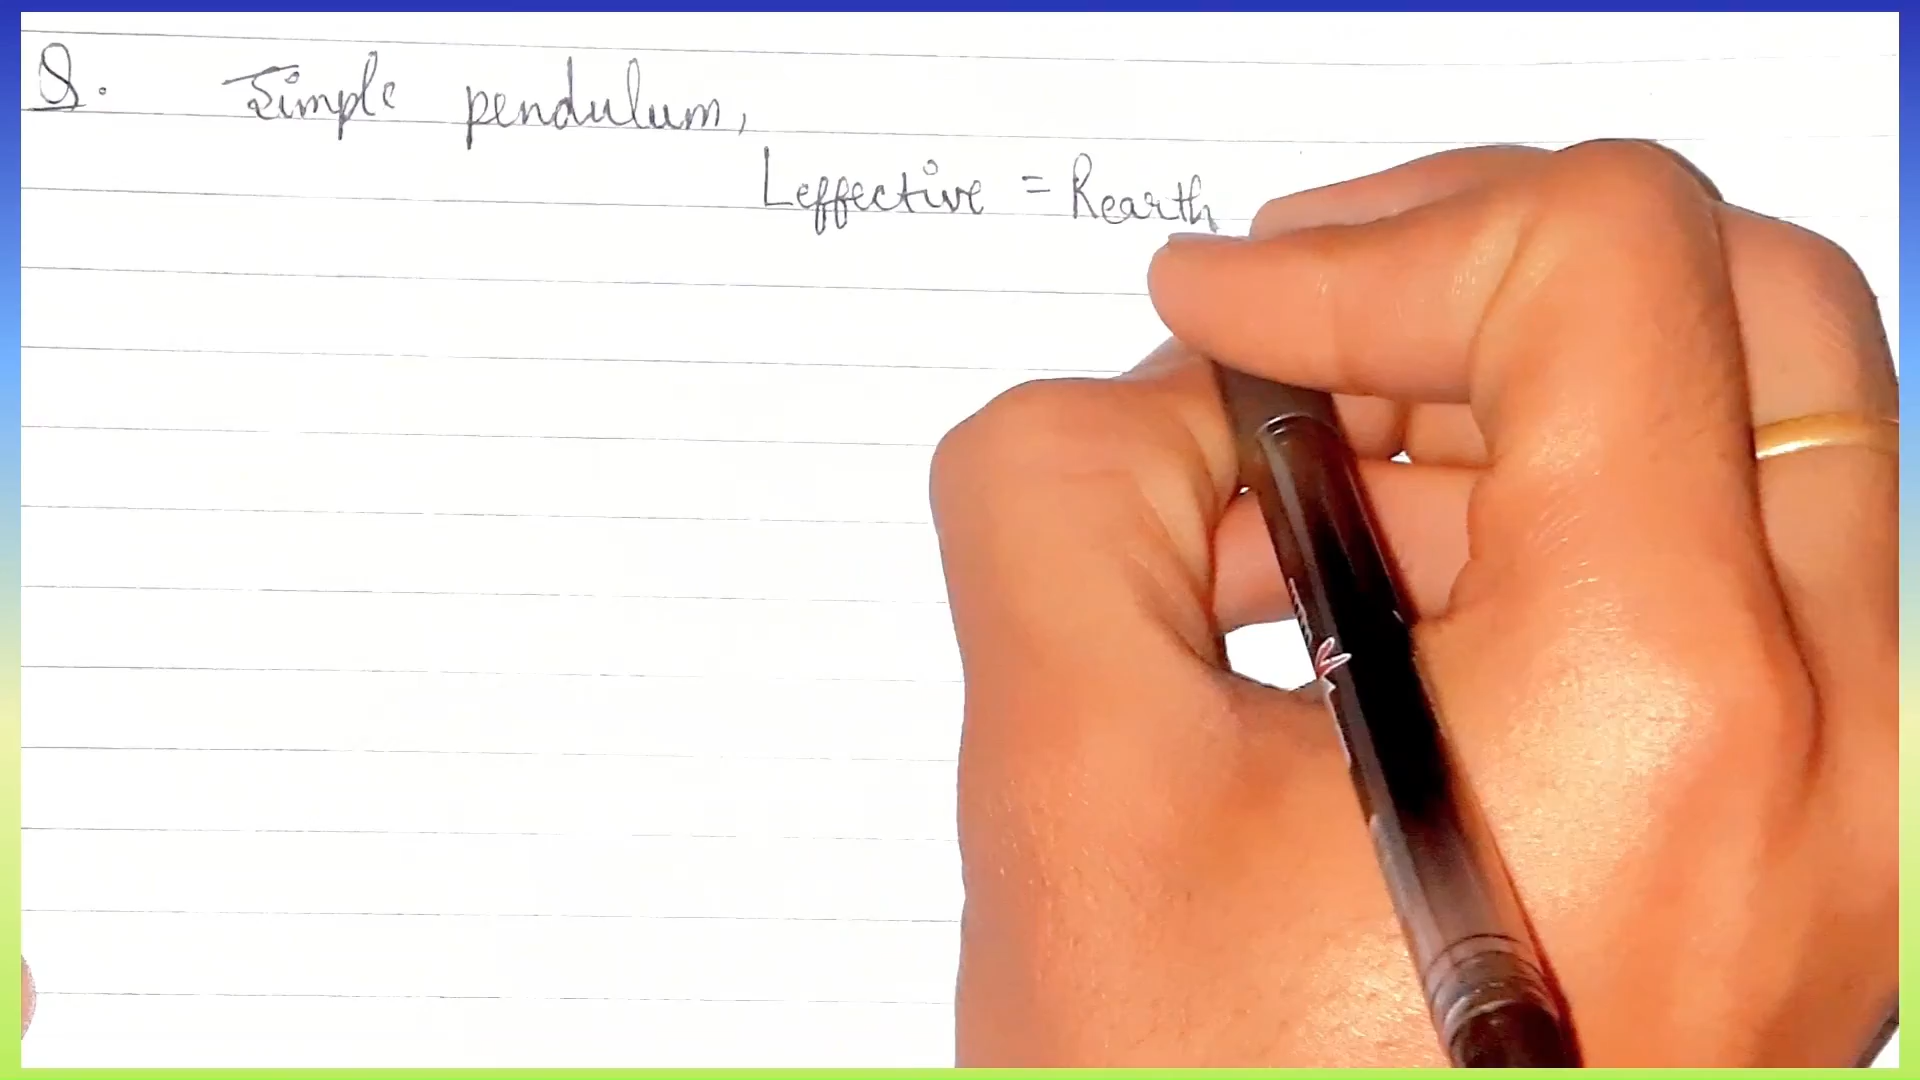 Q. Simple pendulum,
Leffective = Rearth